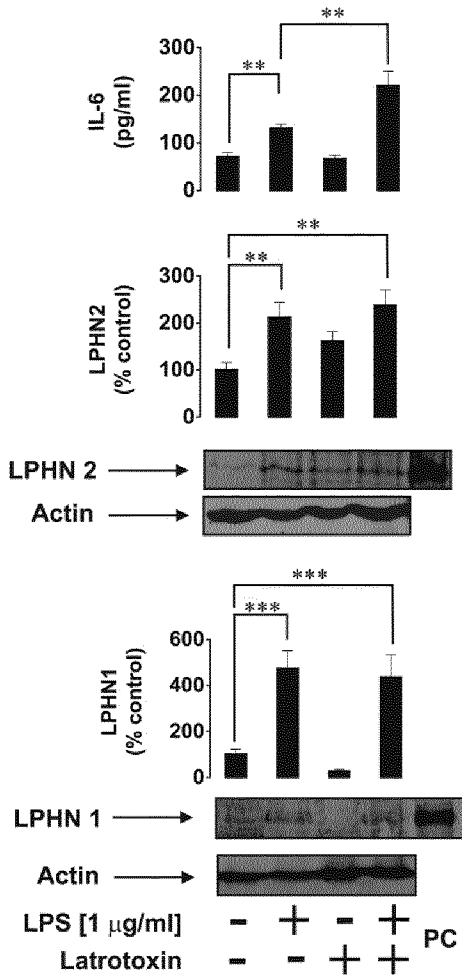 **
**
300
200
100
0
IL-6
(pg/ml)
**
**
300
200
100
0
LPHN2
(% control)
LPHN 2
Actin
***
***
600
400
200
0
LPHN1
(% control)
LPHN 1
Actin
LPS [1 µg/ml] - + - + PC
Latrotoxin - - + +